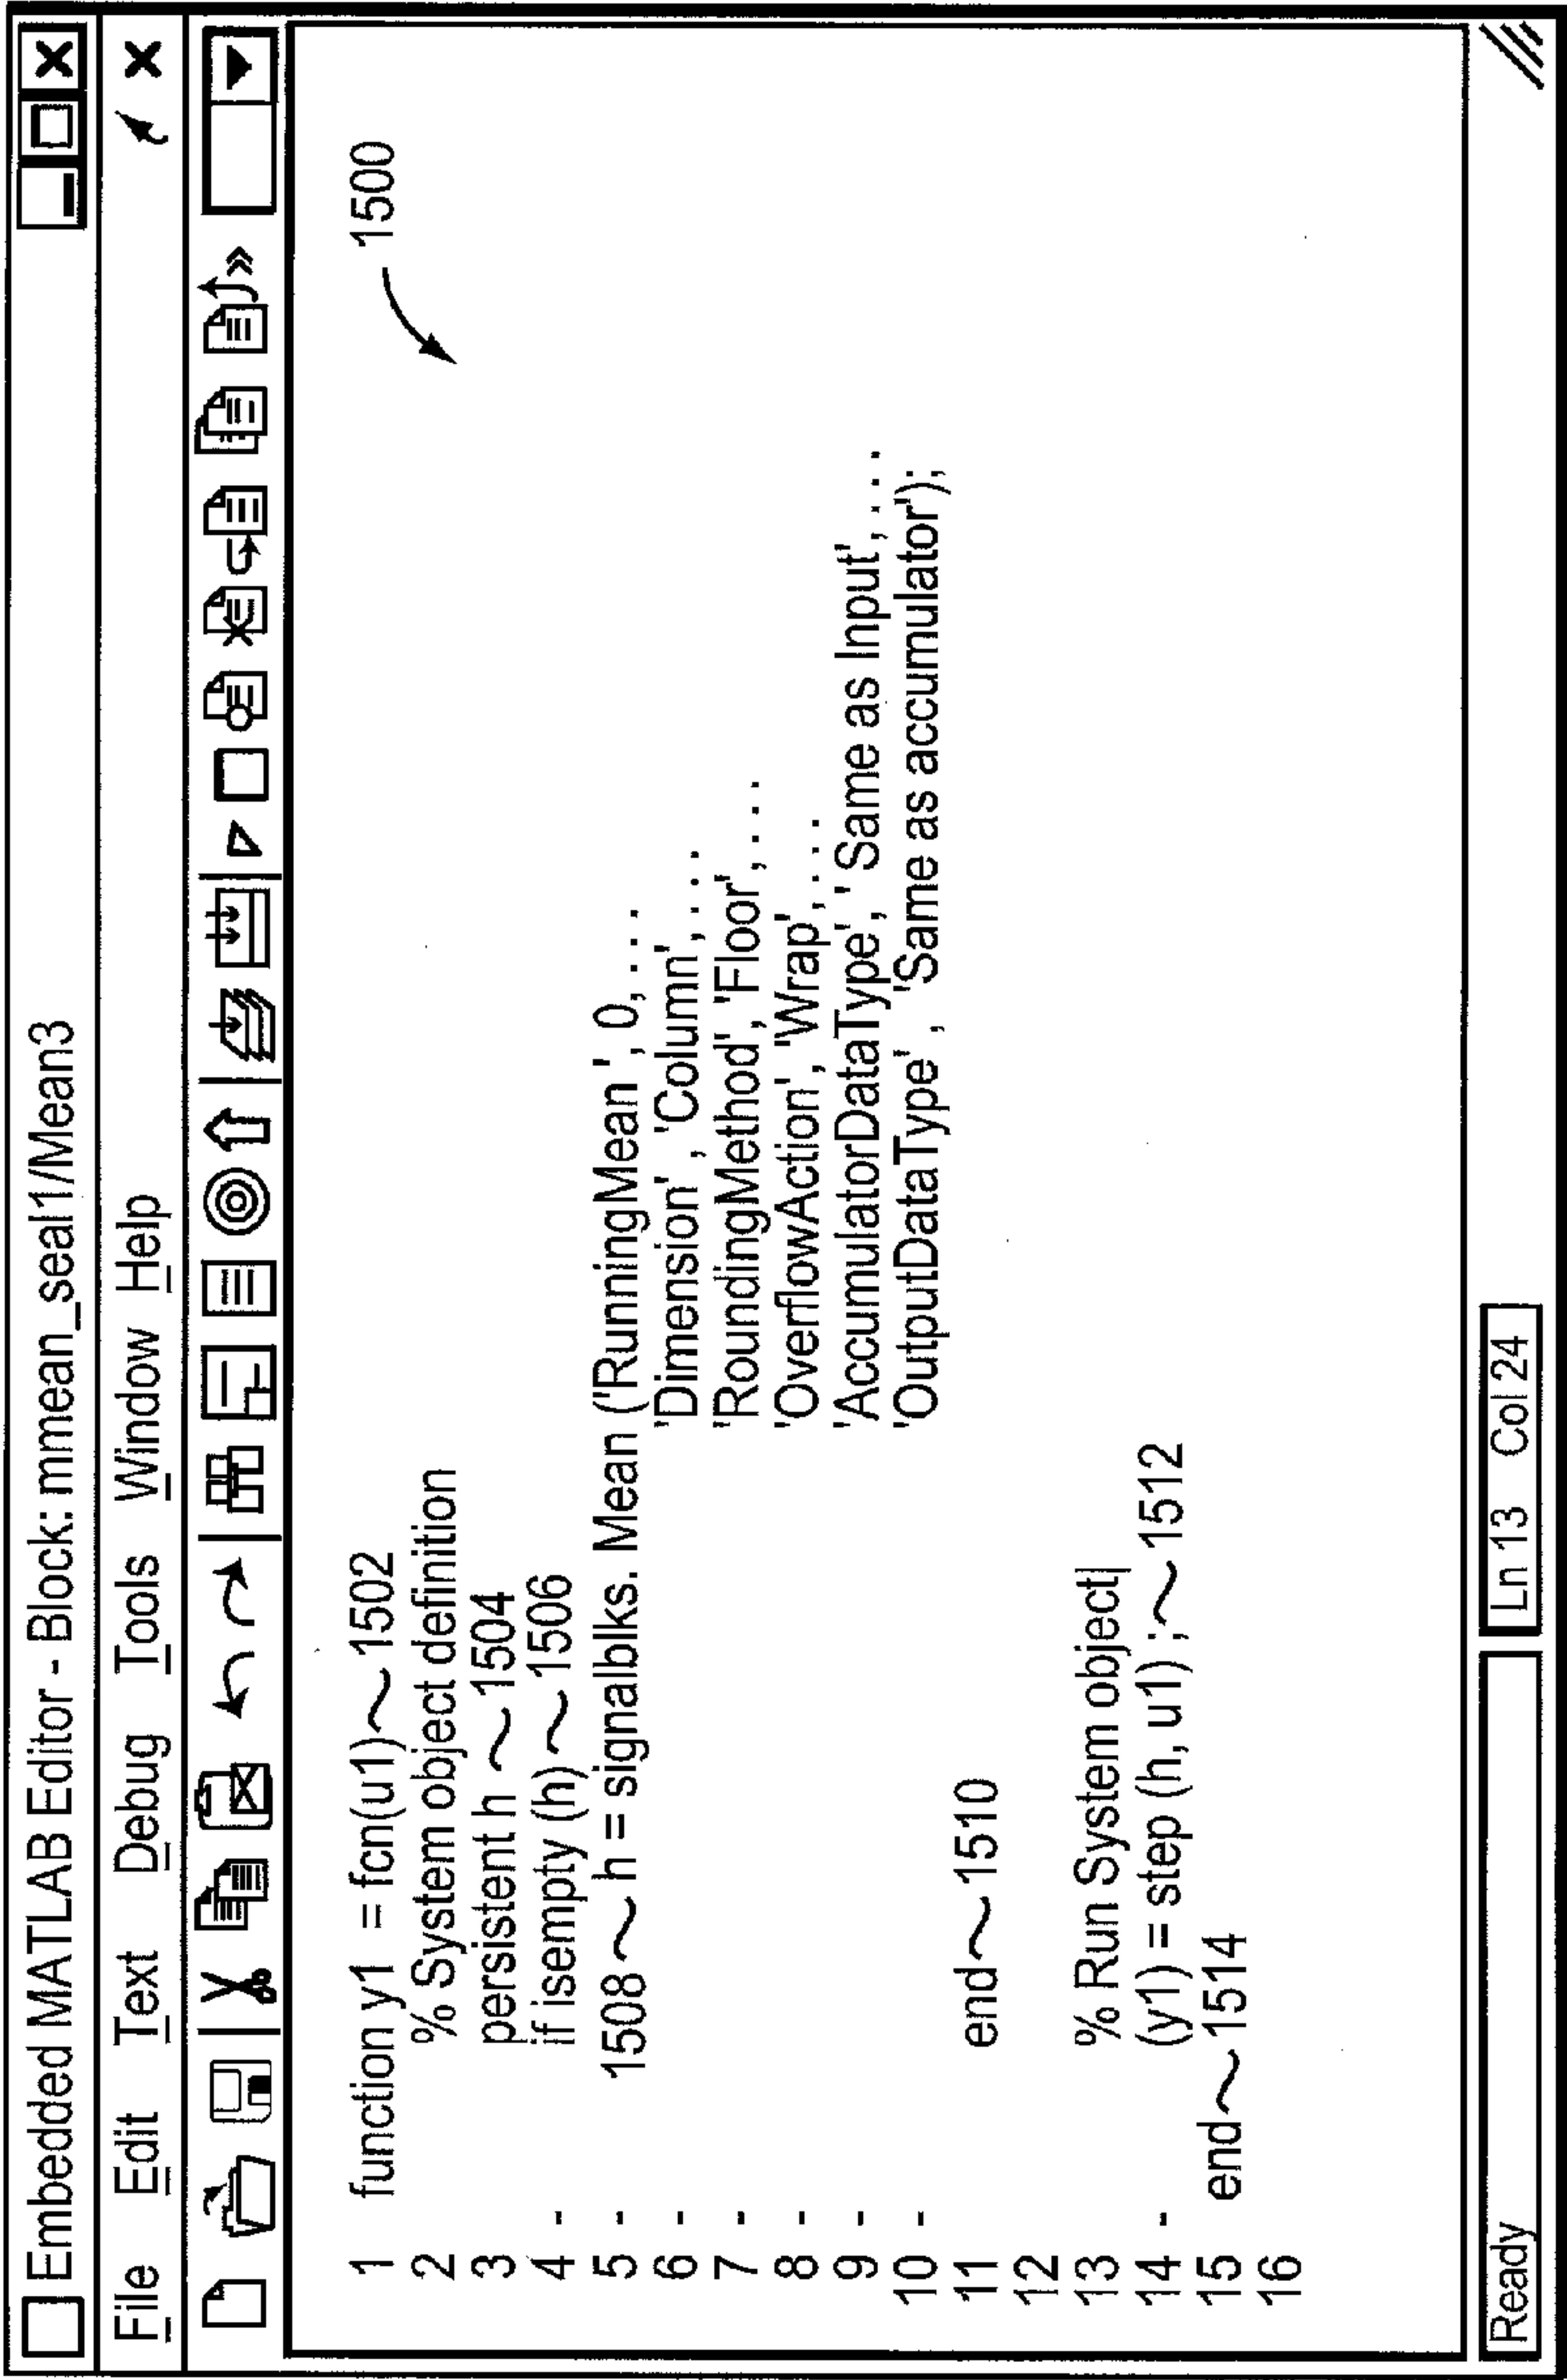 Embedded MATLAB Editor - Block: mmean_seal1/Mean3
File Edit Text Debug Tools Window Help
1500
1 function y1 = fcn(u1)~1502
2 % System object definition
3 persistent h ~1504
4 - if isempty (h) ~1506
5 - 1508 ~ h = signalblks. Mean ('RunningMean', 0, . . .
6 - 'Dimension' , 'Column', . . .
7 - 'RoundingMethod', 'Floor', . . .
8 - 'OverflowAction', 'Wrap', . . .
9 - 'AccumulatorDataType', ' Same as Input', . . .
10 - 'OutputDataType' , 'Same as accumulator');
11 end~1510
12
13 % Run System object|
14 - (y1) = step (h, u1) ;~1512
15 end~1514
16
Ready Ln 13 Col 24